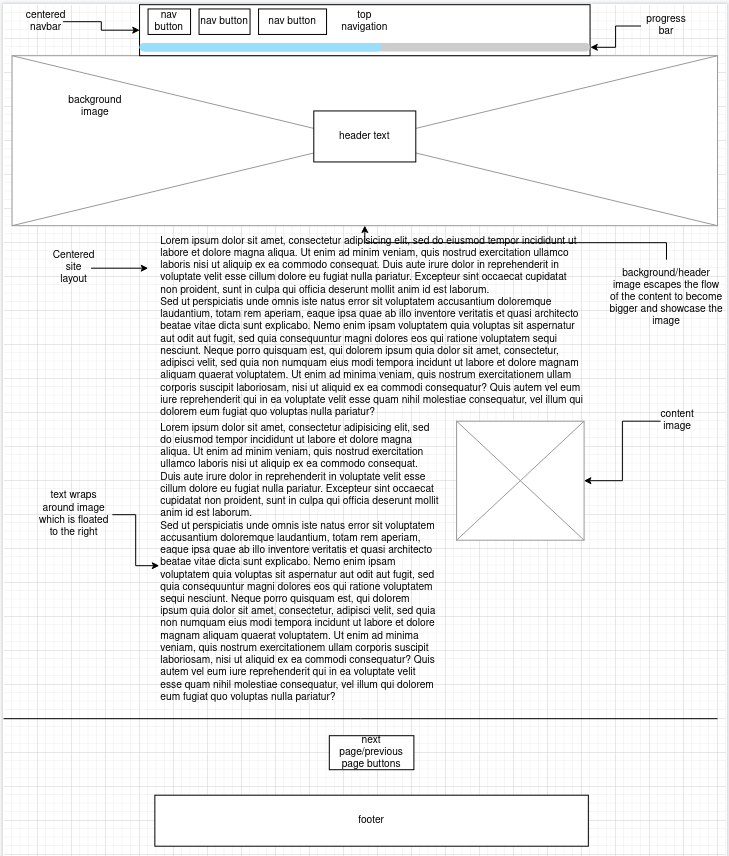 centered
navbar
nav
button
nav button
nav button
top
navigation
progress
bar
background
image
header text
Lorem ipsum dolor sit amet, consectetur adipisicing elit, sed do eiusmod tempor incididunt ut
labore et dolore magna aliqua. Ut enim ad minim veniam, quis nostrud exercitation ullamco
laboris nisi ut aliquip ex ea commodo consequat. Duis aute irure dolor in reprehenderit in
voluptate velit esse cillum dolore eu fugiat nulla pariatur. Excepteur sint occaecat cupidatat
non proident, sunt in culpa qui officia deserunt mollit anim id est laborum.
Sed ut perspiciatis unde omnis iste natus error sit voluptatem accusantium doloremque
laudantium, totam rem aperiam, eaque ipsa quae ab illo inventore veritatis et quasi architecto
beatae vitae dicta sunt explicabo. Nemo enim ipsam voluptatem quia voluptas sit aspernatur
aut odit aut fugit, sed quia consequuntur magni dolores eos qui ratione voluptatem sequi
nesciunt. Neque porro quisquam est, qui dolorem ipsum quia dolor sit amet, consectetur,
adipisci velit, sed quia non numquam eius modi tempora incidunt ut labore et dolore magnam
aliquam quaerat voluptatem. Ut enim ad minima veniam, quis nostrum exercitationem ullam
corporis suscipit laboriosam, nisi ut aliquid ex ea commodi consequatur? Quis autem vel eum
iure reprehenderit qui in ea voluptate velit esse quam nihil molestiae consequatur, vel illum qui
dolorem eum fugiat quo voluptas nulla pariatur?
Centered
site
layout
background/header
image escapes the flow
of the content to become
bigger and showcase the
image
Lorem ipsum dolor sit amet, consectetur adipisicing elit, sed
do eiusmod tempor incididunt ut labore et dolore magna
aliqua. Ut enim ad minim veniam, quis nostrud exercitation
ullamco laboris nisi ut aliquip ex ea commodo consequat.
Duis aute irure dolor in reprehenderit in voluptate velit esse
cillum dolore eu fugiat nulla pariatur. Excepteur sint occaecat
cupidatat non proident, sunt in culpa qui officia deserunt mollit
anim id est laborum.
Sed ut perspiciatis unde omnis iste natus error sit voluptatem
accusantium doloremque laudantium, totam rem aperiam,
eaque ipsa quae ab illo inventore veritatis et quasi architecto
beatae vitae dicta sunt explicabo. Nemo enim ipsam
voluptatem quia voluptas sit aspernatur aut odit aut fugit, sed
quia consequuntur magni dolores eos qui ratione voluptatem
sequi nesciunt. Neque porro quisquam est, qui dolorem
ipsum quia dolor sit amet, consectetur, adipisci velit, sed quia
non numquam eius modi tempora incidunt ut labore et dolore
magnam aliquam quaerat voluptatem. Ut enim ad minima
veniam, quis nostrum exercitationem ullam corporis suscipit
laboriosam, nisi ut aliquid ex ea commodi consequatur? Quis
autem vel eum iure reprehenderit qui in ea voluptate velit
esse quam nihil molestiae consequatur, vel illum qui dolorem
eum fugiat quo voluptas nulla pariatur?
content
image
text wraps
around image
which is floated
to the right
next
page/previous
page buttons
footer